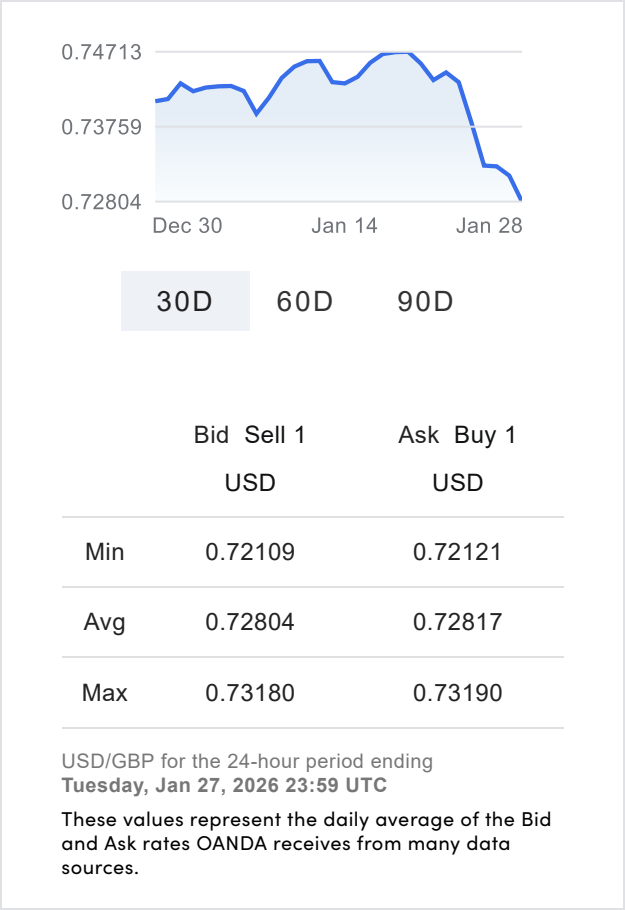 0.74713
0.73759
0.72804
Dec 30 Jan 14 Jan 28
30D 60D 90D
Bid Sell 1 Ask Buy 1
USD USD
Min 0.72109 0.72121
Avg 0.72804 0.72817
Max 0.73180 0.73190
USD/GBP for the 24-hour period ending
Tuesday, Jan 27, 2026 23:59 UTC
These values represent the daily average of the Bid
and Ask rates OANDA receives from many data
sources.